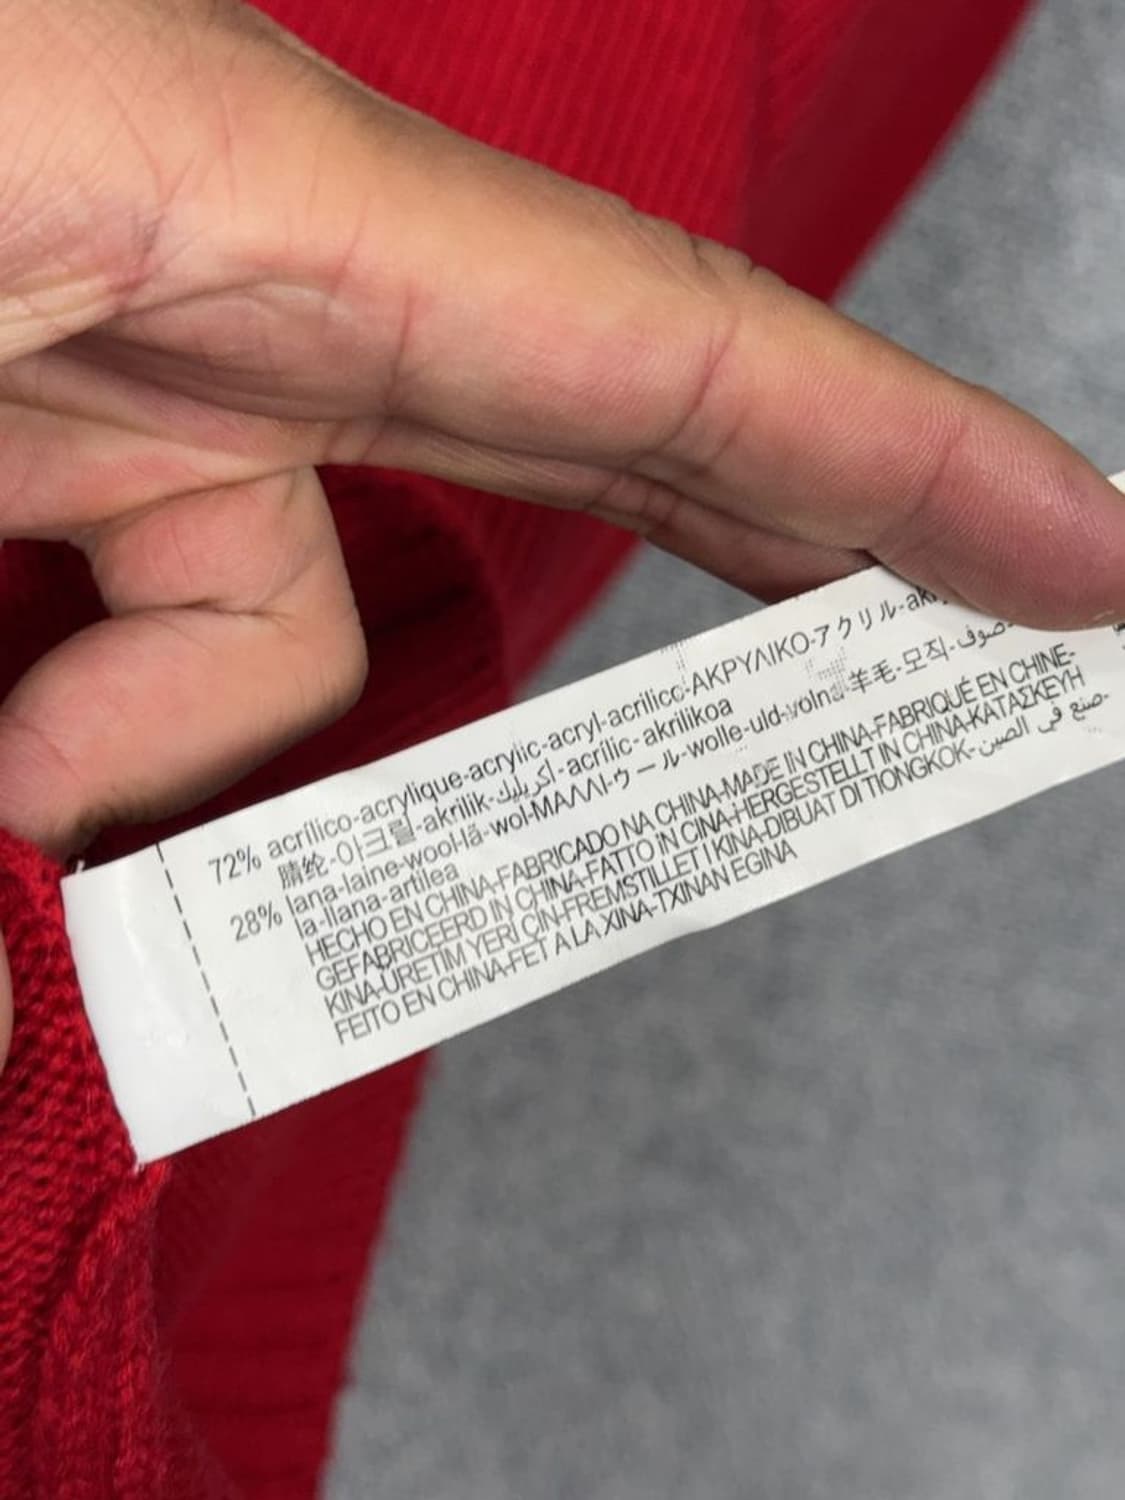 72% acrílico-acrylique-acrylic-acryl-acrilico-ΑΚΡΥΛΙΚΟ-アクリル-
腈纶-아크릴-akrilik-اكريليك-acrilic-akrilikoa
28% lana-laine-wool-lã-wol-ΜΑΛΛΙ-ウール-wolle-uld-volna-羊毛-모직-صوف-
la-llana-artilea
HECHO EN CHINA-FABRICADO NA CHINA-MADE IN CHINA-FABRIQUÉ EN CHINE-
GEFABRICEERD IN CHINA-FATTO IN CINA-HERGESTELLT IN CHINA-ΚΑΤΑΣΚΕΥΗ
KINA-ÜRETIM YERİ ÇIN-FREMSTILLET I KINA-DIBUAT DI TIONGKOK-صنع في الصين-
FEITO EN CHINA-FET A LA XINA-TXINAN EGINA